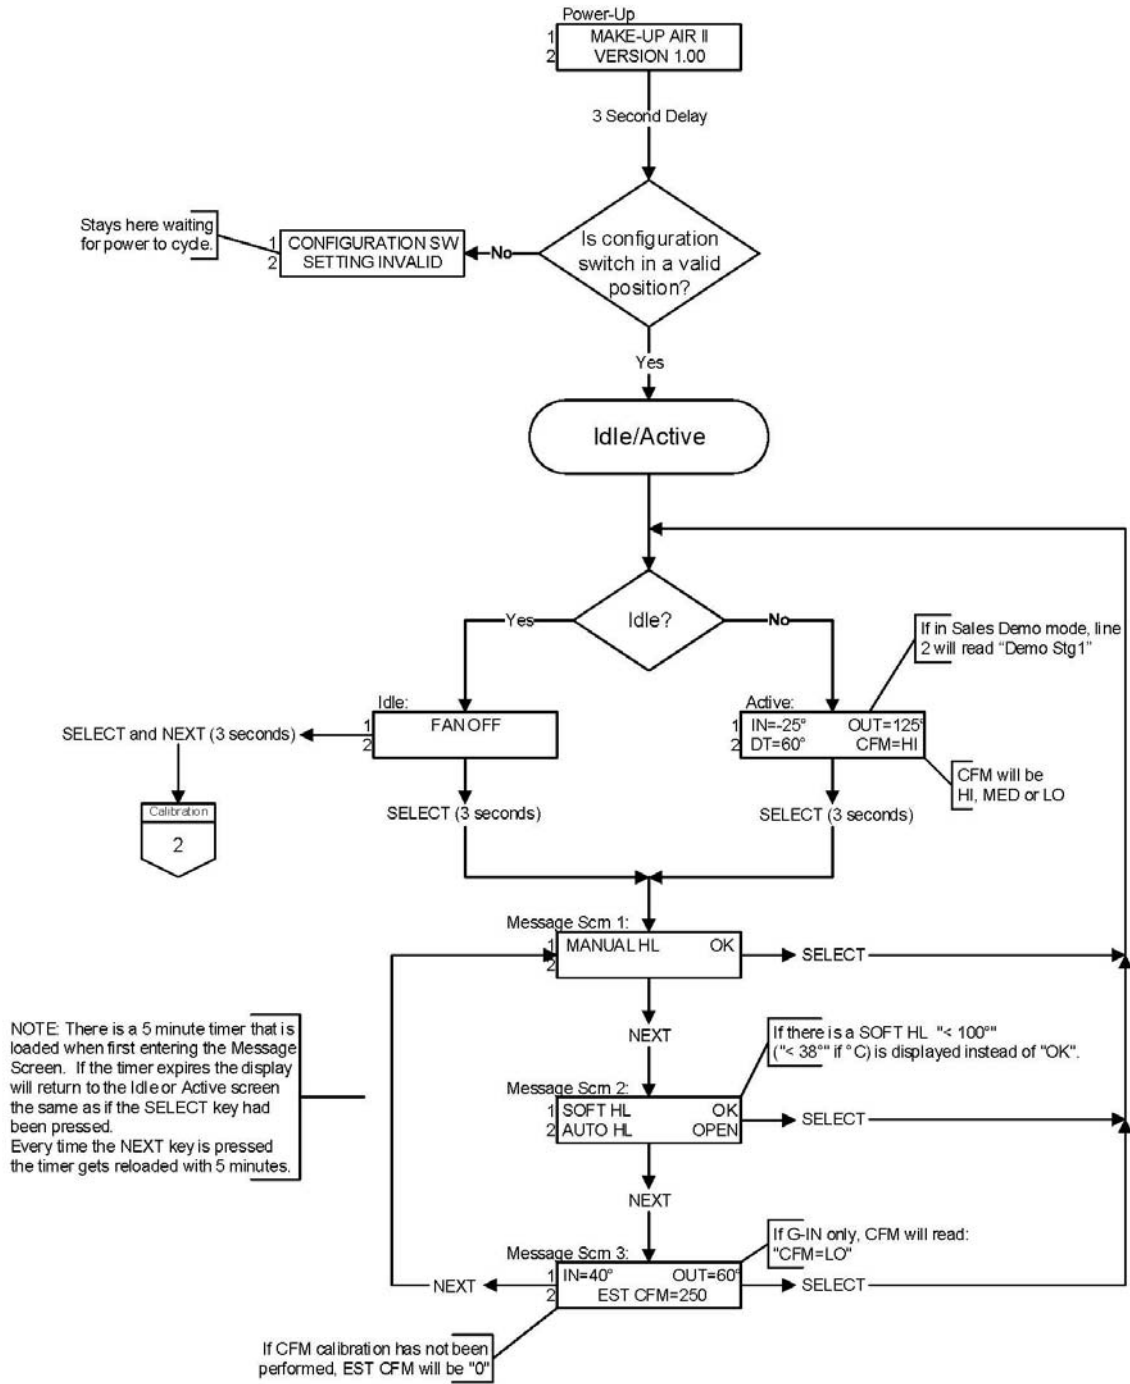 Power-Up
1 MAKE-UP AIR II
2 VERSION 1.00
3 Second Delay
Stays here waiting
for power to cycle.
1 CONFIGURATION SW
2 SETTING INVALID
No
Is configuration
switch in a valid
position?
Yes
Idle/Active
Idle?
Yes
No
If in Sales Demo mode, line
2 will read “Demo Stg1”
Idle:
1 FAN OFF
2
Active:
1 IN=-25° OUT=125°
2 DT=60° CFM=HI
SELECT and NEXT (3 seconds)
CFM will be
HI, MED or LO
Calibration
2
SELECT (3 seconds)
SELECT (3 seconds)
Message Scrn 1:
1 MANUAL HL OK
2
SELECT
NEXT
NOTE: There is a 5 minute timer that is
loaded when first entering the Message
Screen. If the timer expires the display
will return to the Idle or Active screen
the same as if the SELECT key had
been pressed.
Every time the NEXT key is pressed
the timer gets reloaded with 5 minutes.
If there is a SOFT HL "< 100°"
("< 38°" if °C) is displayed instead of "OK".
Message Scrn 2:
1 SOFT HL OK
2 AUTO HL OPEN
SELECT
NEXT
If G-IN only, CFM will read:
"CFM=LO"
Message Scrn 3:
1 IN=40° OUT=60°
2 EST CFM=250
NEXT
SELECT
If CFM calibration has not been
performed, EST CFM will be "0"